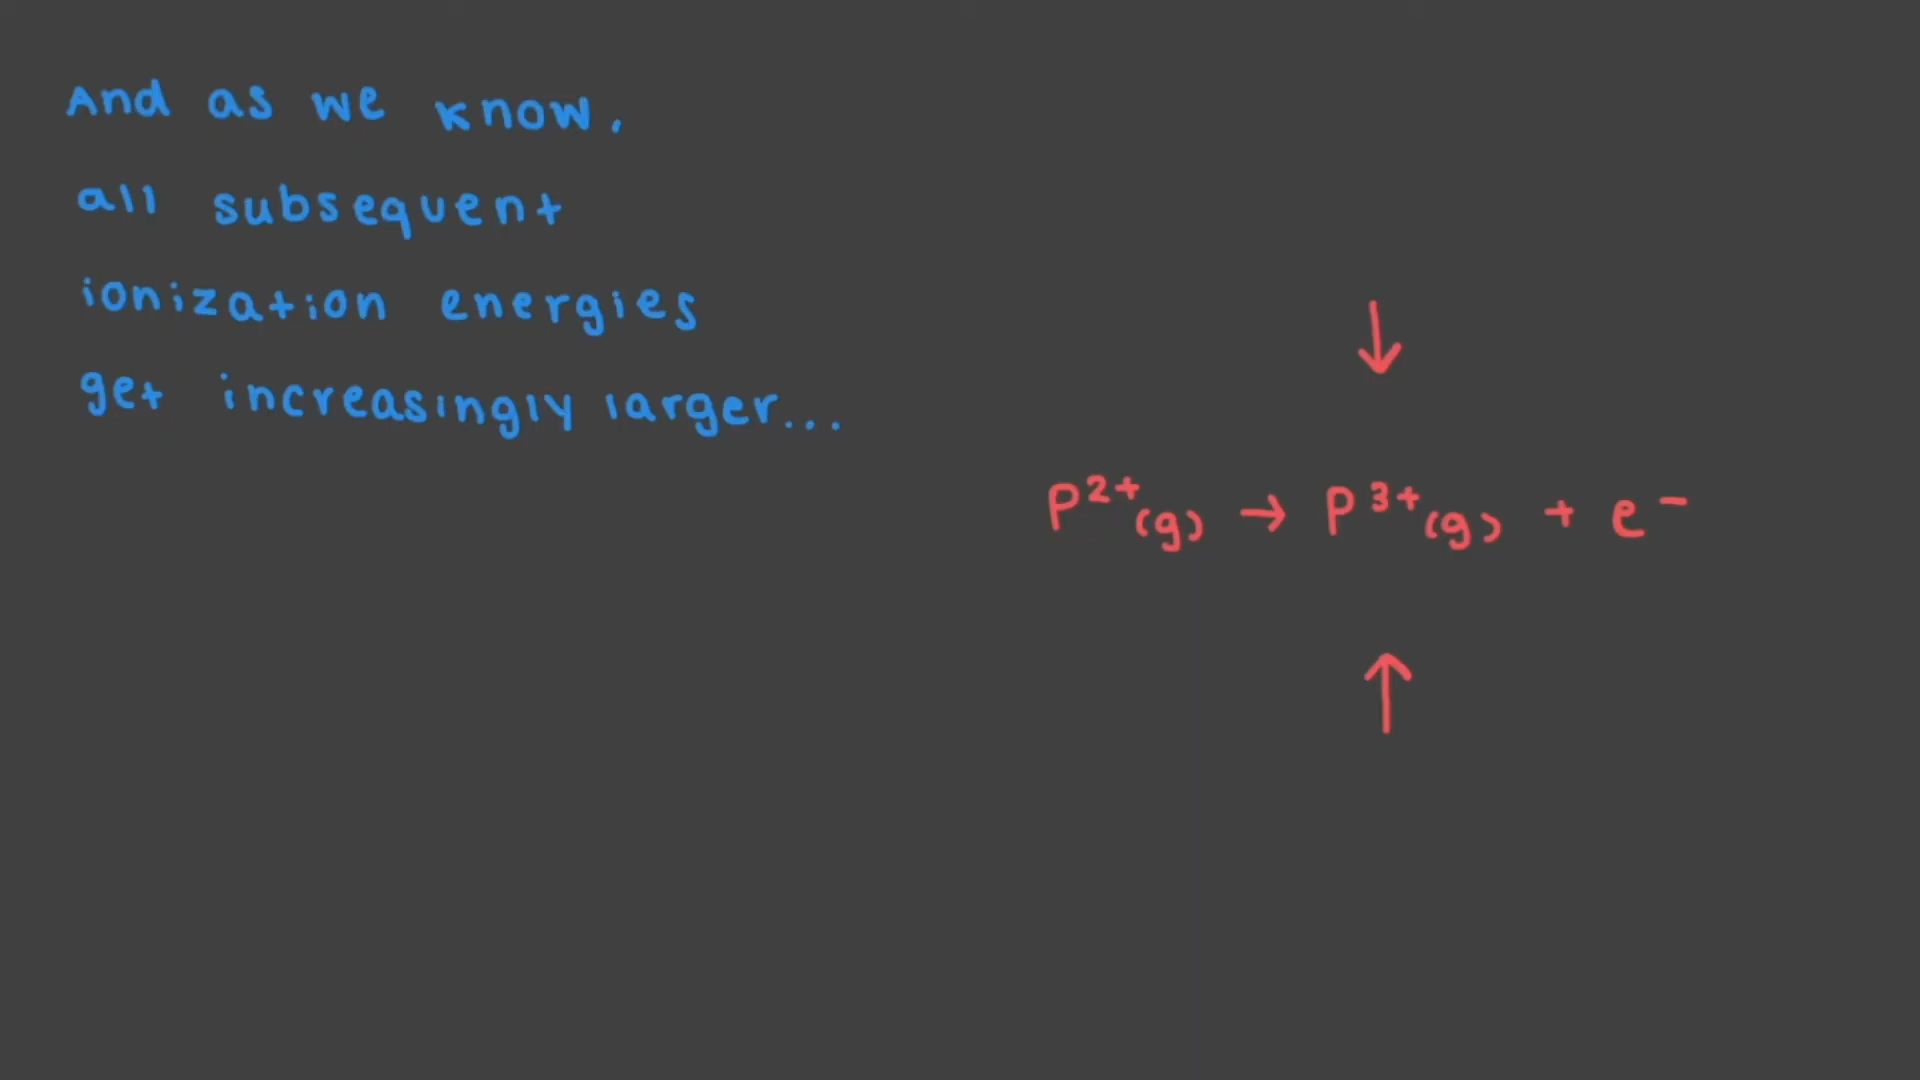 And as we know,
all subsequent
ionization energies
get increasingly larger...
P²⁺(g) → P³⁺(g) + e⁻